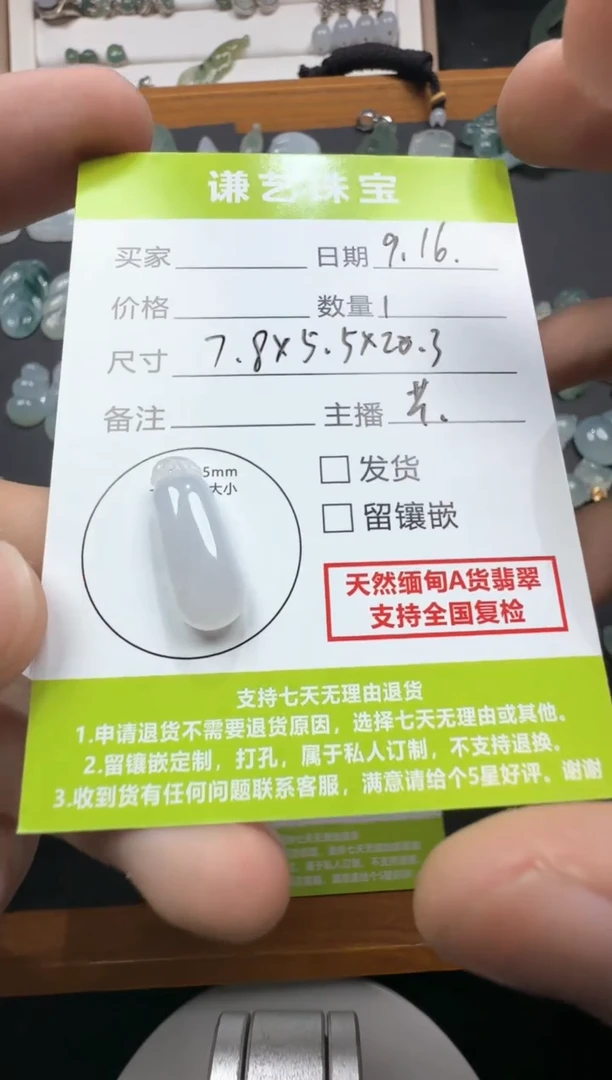 谦艺珠宝
买家 日期 9.16.
价格 数量 1
尺寸 7.8×5.5×20.3
备注 主播
5mm
大小
发货
留镶嵌
天然缅甸A货翡翠
支持全国复检
支持七天无理由退货
1.申请退货不需要退货原因，选择七天无理由或其他。
2.留镶嵌定制，打孔，属于私人订制，不支持退换。
3.收到货有任何问题联系客服，满意请给个5星好评。谢谢